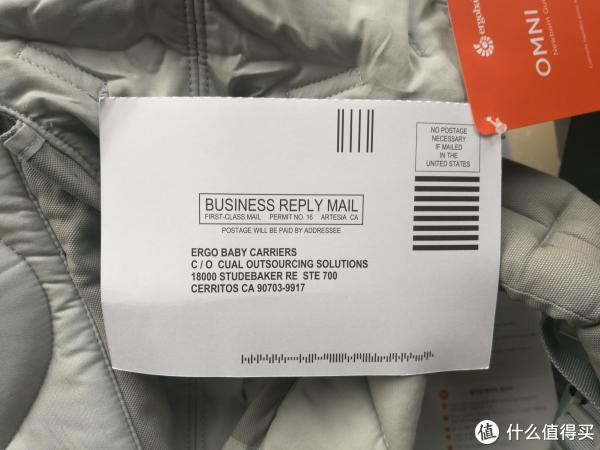 ergobaby
OMNI
Newborn
NO POSTAGE
NECESSARY
IF MAILED
IN THE
UNITED STATES
BUSINESS REPLY MAIL
FIRST-CLASS MAIL PERMIT NO. 16 ARTESIA CA
POSTAGE WILL BE PAID BY ADDRESSEE
ERGO BABY CARRIERS
C / O CUAL OUTSOURCING SOLUTIONS
18000 STUDEBAKER RE STE 700
CERRITOS CA 90703-9917
值 什么值得买